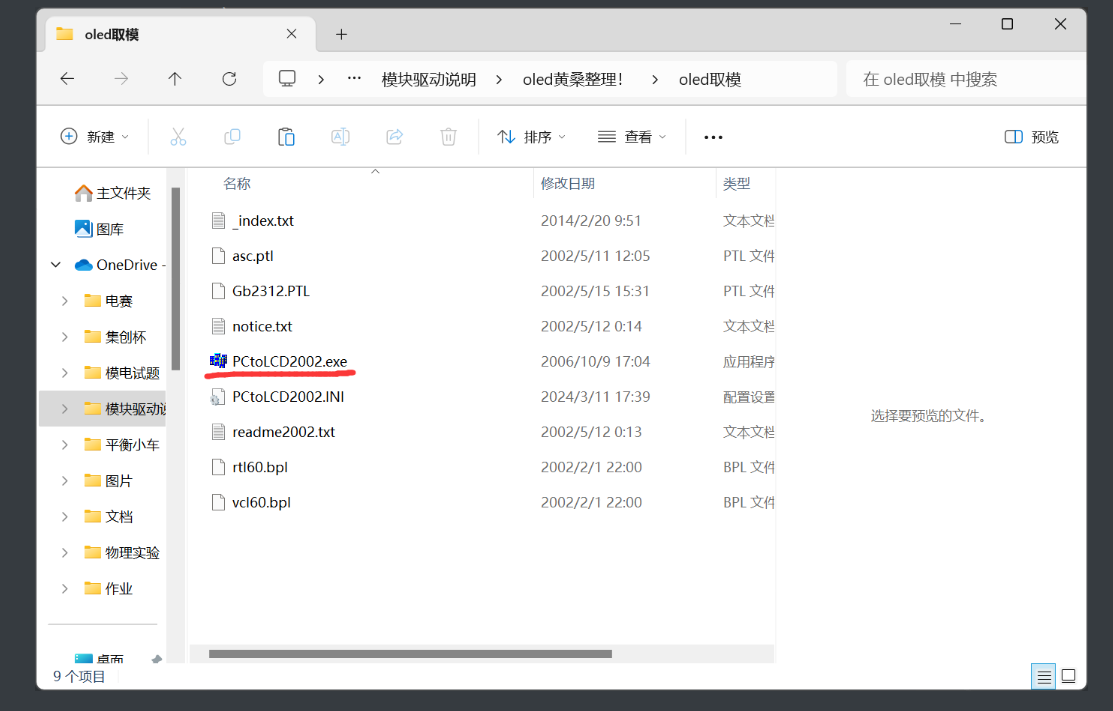 oled取模
模块驱动说明 oled黄桑整理! oled取模 在 oled取模 中搜索
新建 排序 查看 预览
名称 修改日期 类型
主文件夹
图库
OneDrive -
电赛
集创杯
模电试题
模块驱动说
平衡小车
图片
文档
物理实验
作业
桌面
_index.txt 2014/2/20 9:51 文本文档
asc.ptl 2002/5/11 12:05 PTL 文件
Gb2312.PTL 2002/5/15 15:31 PTL 文件
notice.txt 2002/5/12 0:14 文本文档
PCtoLCD2002.exe 2006/10/9 17:04 应用程序
PCtoLCD2002.INI 2024/3/11 17:39 配置设置
readme2002.txt 2002/5/12 0:13 文本文档
rtl60.bpl 2002/2/1 22:00 BPL 文件
vcl60.bpl 2002/2/1 22:00 BPL 文件
选择要预览的文件。
9 个项目